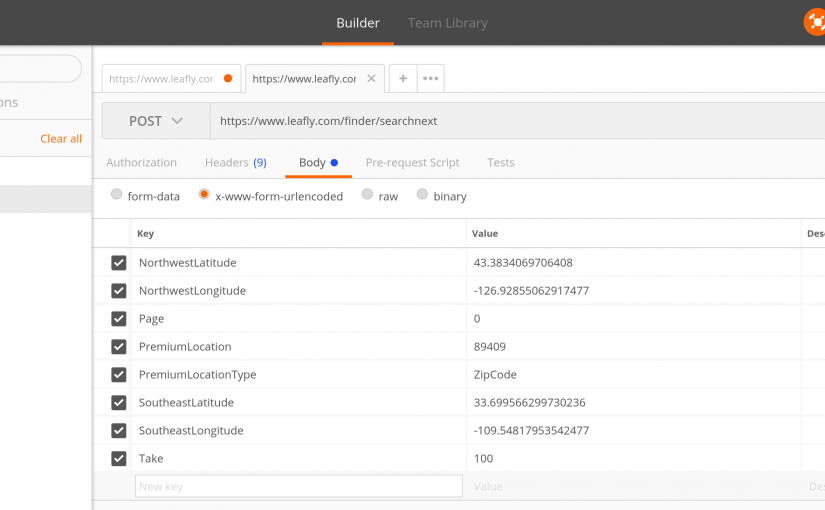 Builder Team Library
https://www.leafly.cor https://www.leafly.cor
ons
Clear all
POST https://www.leafly.com/finder/searchnext
Authorization Headers (9) Body Pre-request Script Tests
form-data x-www-form-urlencoded raw binary
Key Value Des
NorthwestLatitude 43.3834069706408
NorthwestLongitude -126.92855062917477
Page 0
PremiumLocation 89409
PremiumLocationType ZipCode
SoutheastLatitude 33.699566299730236
SoutheastLongitude -109.54817953542477
Take 100
New key Value Des